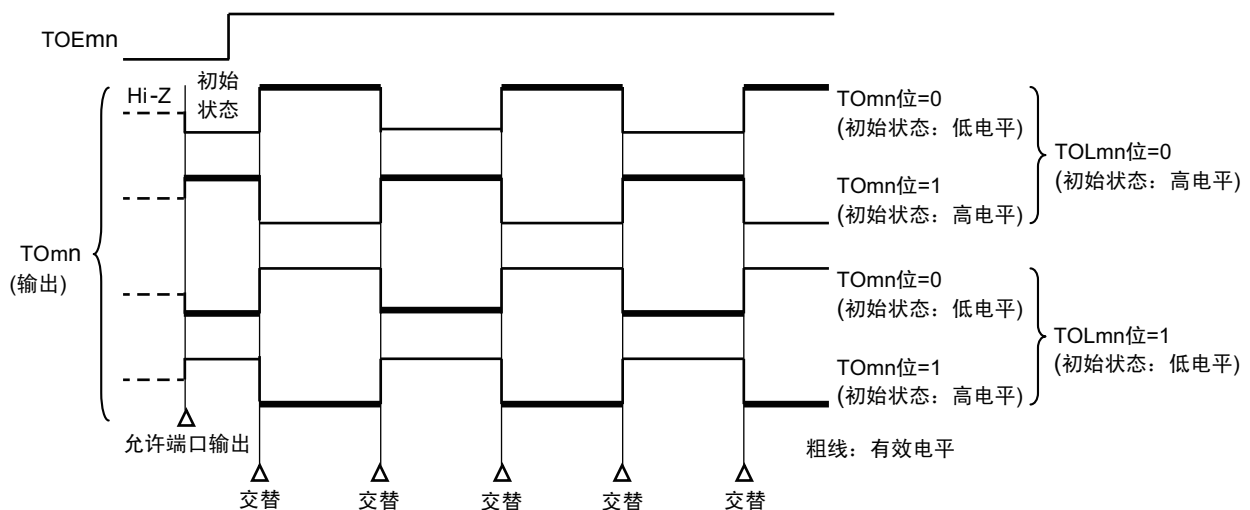 TOEmn
Hi-Z
初始
状态
TOmn
(输出)
TOmn位=0
(初始状态：低电平)
TOmn位=1
(初始状态：高电平)
TOLmn位=0
(初始状态：高电平)
TOmn位=0
(初始状态：低电平)
TOmn位=1
(初始状态：高电平)
TOLmn位=1
(初始状态：低电平)
允许端口输出
粗线：有效电平
交替
交替
交替
交替
交替